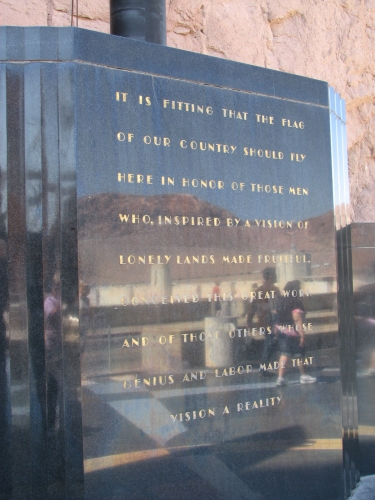 IT IS FITTING THAT THE FLAG
OF OUR COUNTRY SHOULD FLY
HERE IN HONOR OF THOSE MEN
WHO, INSPIRED BY A VISION OF
LONELY LANDS MADE FRUITFUL,
CONCEIVED THIS GREAT WORK
AND OF THOSE OTHERS WHOSE
GENIUS AND LABOR MADE THAT
VISION A REALITY